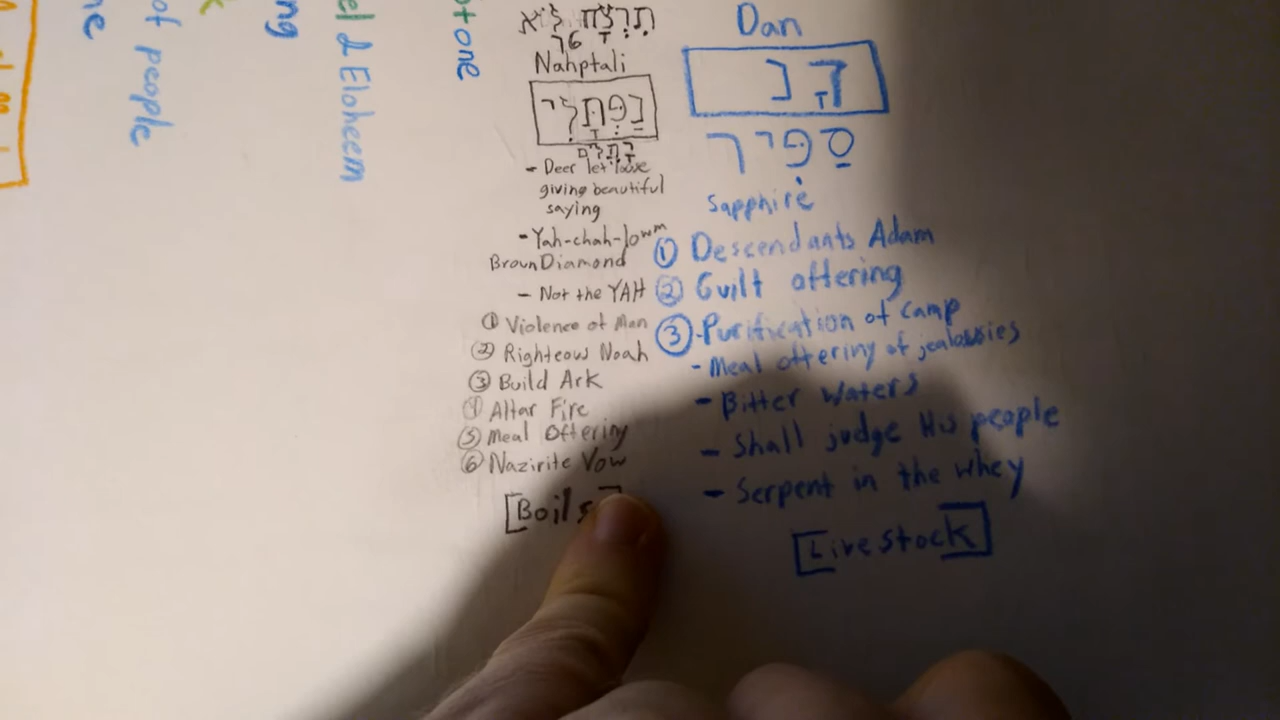 of people
el & Eloheem
t one
Nahptali
נַפְתָּלִי
- Deer let loose
giving beautiful
saying
- Yah-chah-lowm
Brown Diamond
- Not the YAH
① Violence of Man
② Righteous Noah
③ Build Ark
④ Altar Fire
⑤ Meal Offering
⑥ Nazirite Vow
[Boils]
Dan
סַפִּיר
Sapphire
① Descendants Adam
② Guilt offering
③ Purification of camp
- Meal offering of jealousies
- Bitter Waters
- Shall judge His people
- Serpent in the whey
[Livestock]